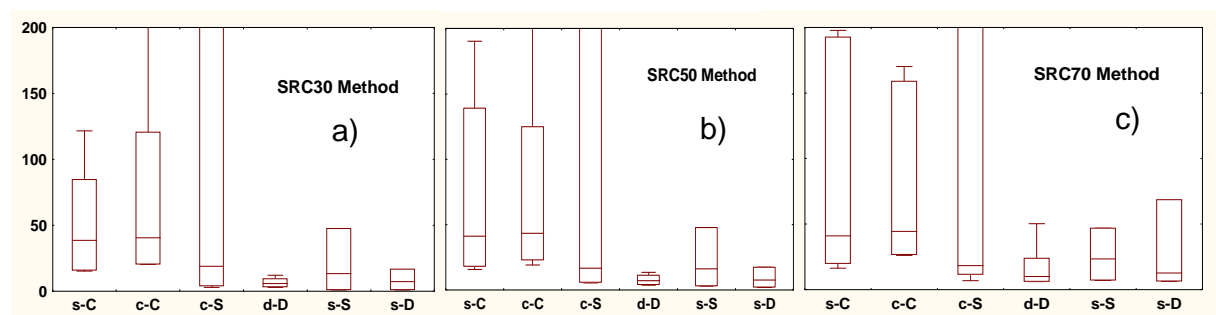 200
150
100
50
0
SRC30 Method
a)
s-C c-C c-S d-D s-S s-D
SRC50 Method
b)
s-C c-C c-S d-D s-S s-D
SRC70 Method
c)
s-C c-C c-S d-D s-S s-D